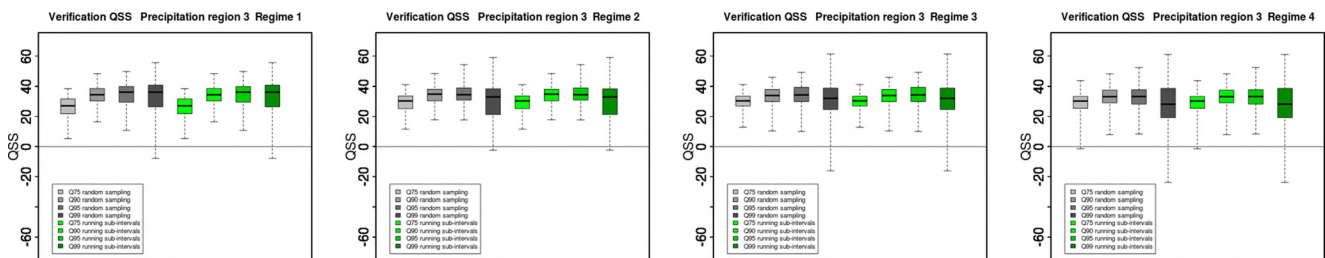 Verification QSS Precipitation region 3 Regime 1
QSS
60
40
20
0
-20
-60
Q75 random sampling
Q90 random sampling
Q95 random sampling
Q99 random sampling
Q75 running sub-intervals
Q90 running sub-intervals
Q95 running sub-intervals
Q99 running sub-intervals
Verification QSS Precipitation region 3 Regime 2
QSS
60
40
20
0
-20
-60
Q75 random sampling
Q90 random sampling
Q95 random sampling
Q99 random sampling
Q75 running sub-intervals
Q90 running sub-intervals
Q95 running sub-intervals
Q99 running sub-intervals
Verification QSS Precipitation region 3 Regime 3
QSS
60
40
20
0
-20
-60
Q75 random sampling
Q90 random sampling
Q95 random sampling
Q99 random sampling
Q75 running sub-intervals
Q90 running sub-intervals
Q95 running sub-intervals
Q99 running sub-intervals
Verification QSS Precipitation region 3 Regime 4
QSS
60
40
20
0
-20
-60
Q75 random sampling
Q90 random sampling
Q95 random sampling
Q99 random sampling
Q75 running sub-intervals
Q90 running sub-intervals
Q95 running sub-intervals
Q99 running sub-intervals